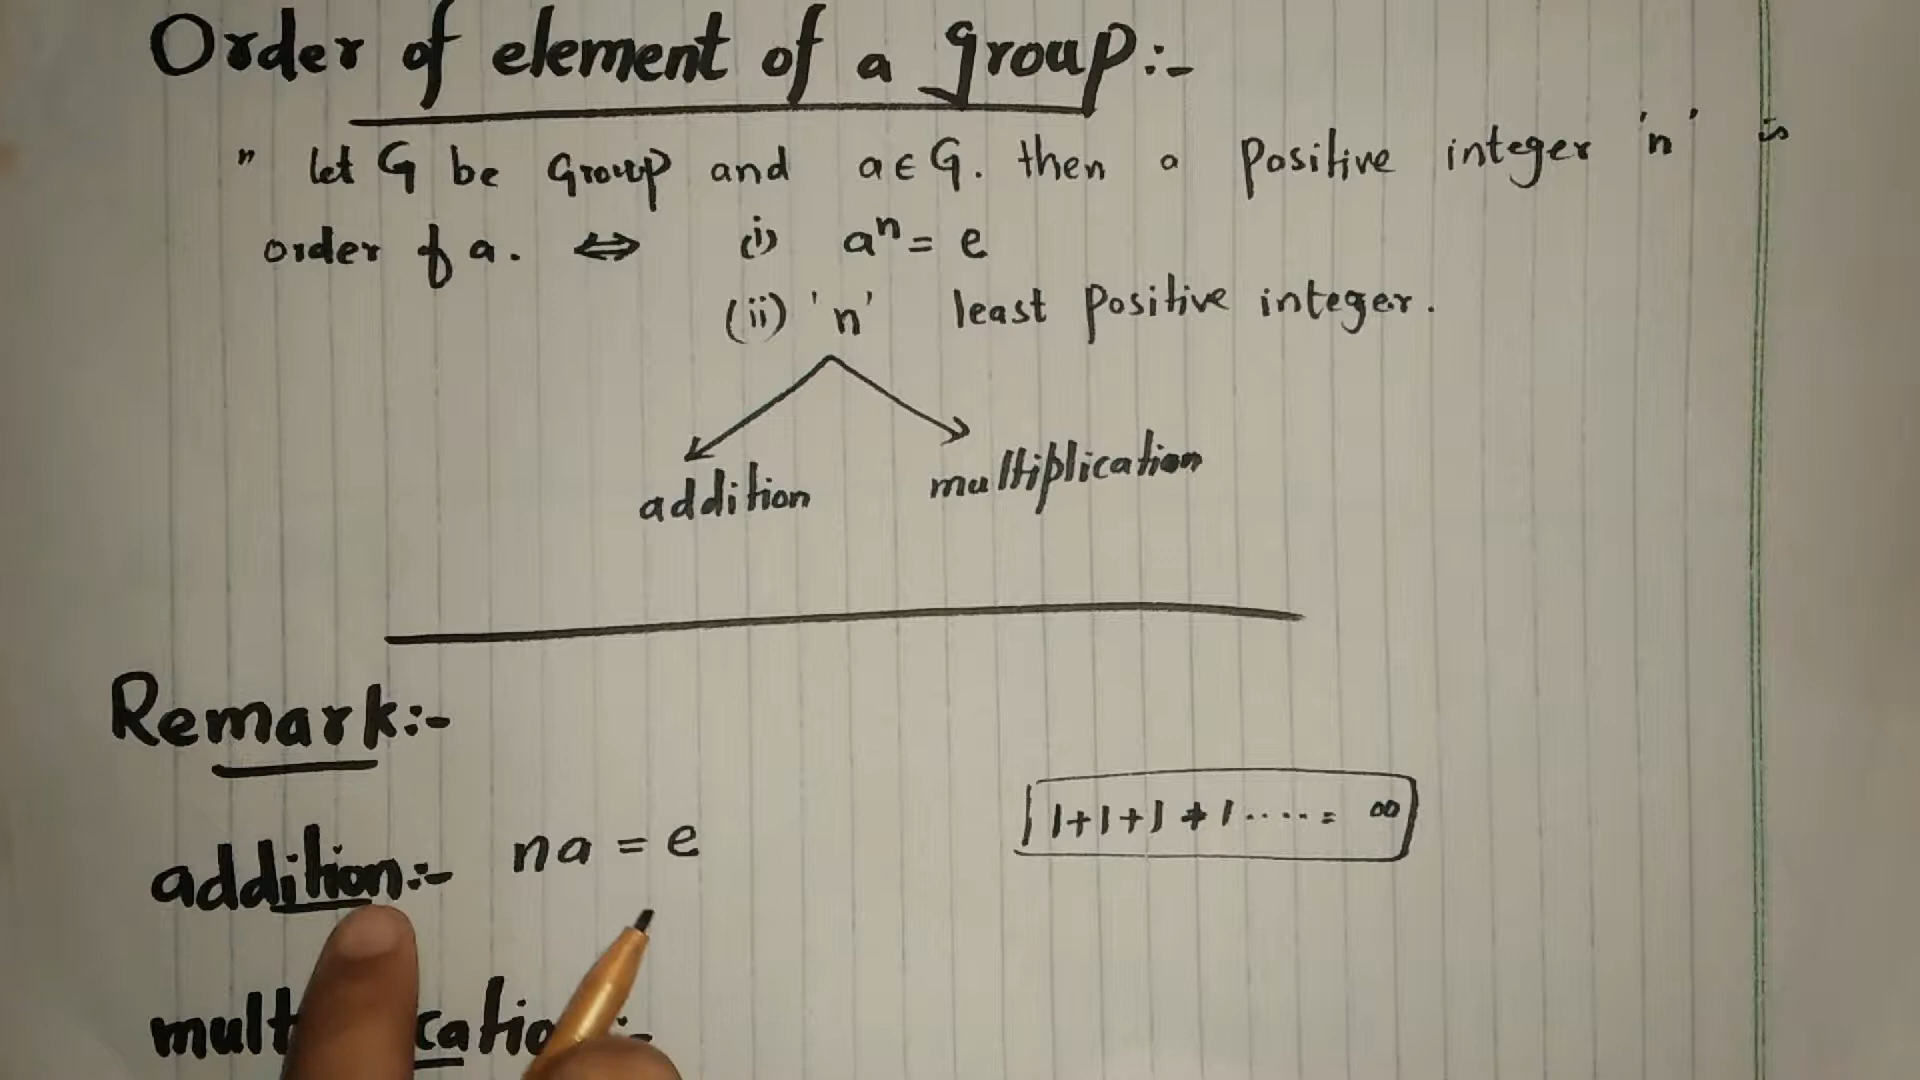 Order of element of a group:-
" let G be Group and a ∈ G. then a positive integer 'n' is
order of a. ⇔ (i) aⁿ = e
(ii) 'n' least positive integer.
addition multiplication
Remark:-
addition:- na = e
1+1+1+1.....= ∞